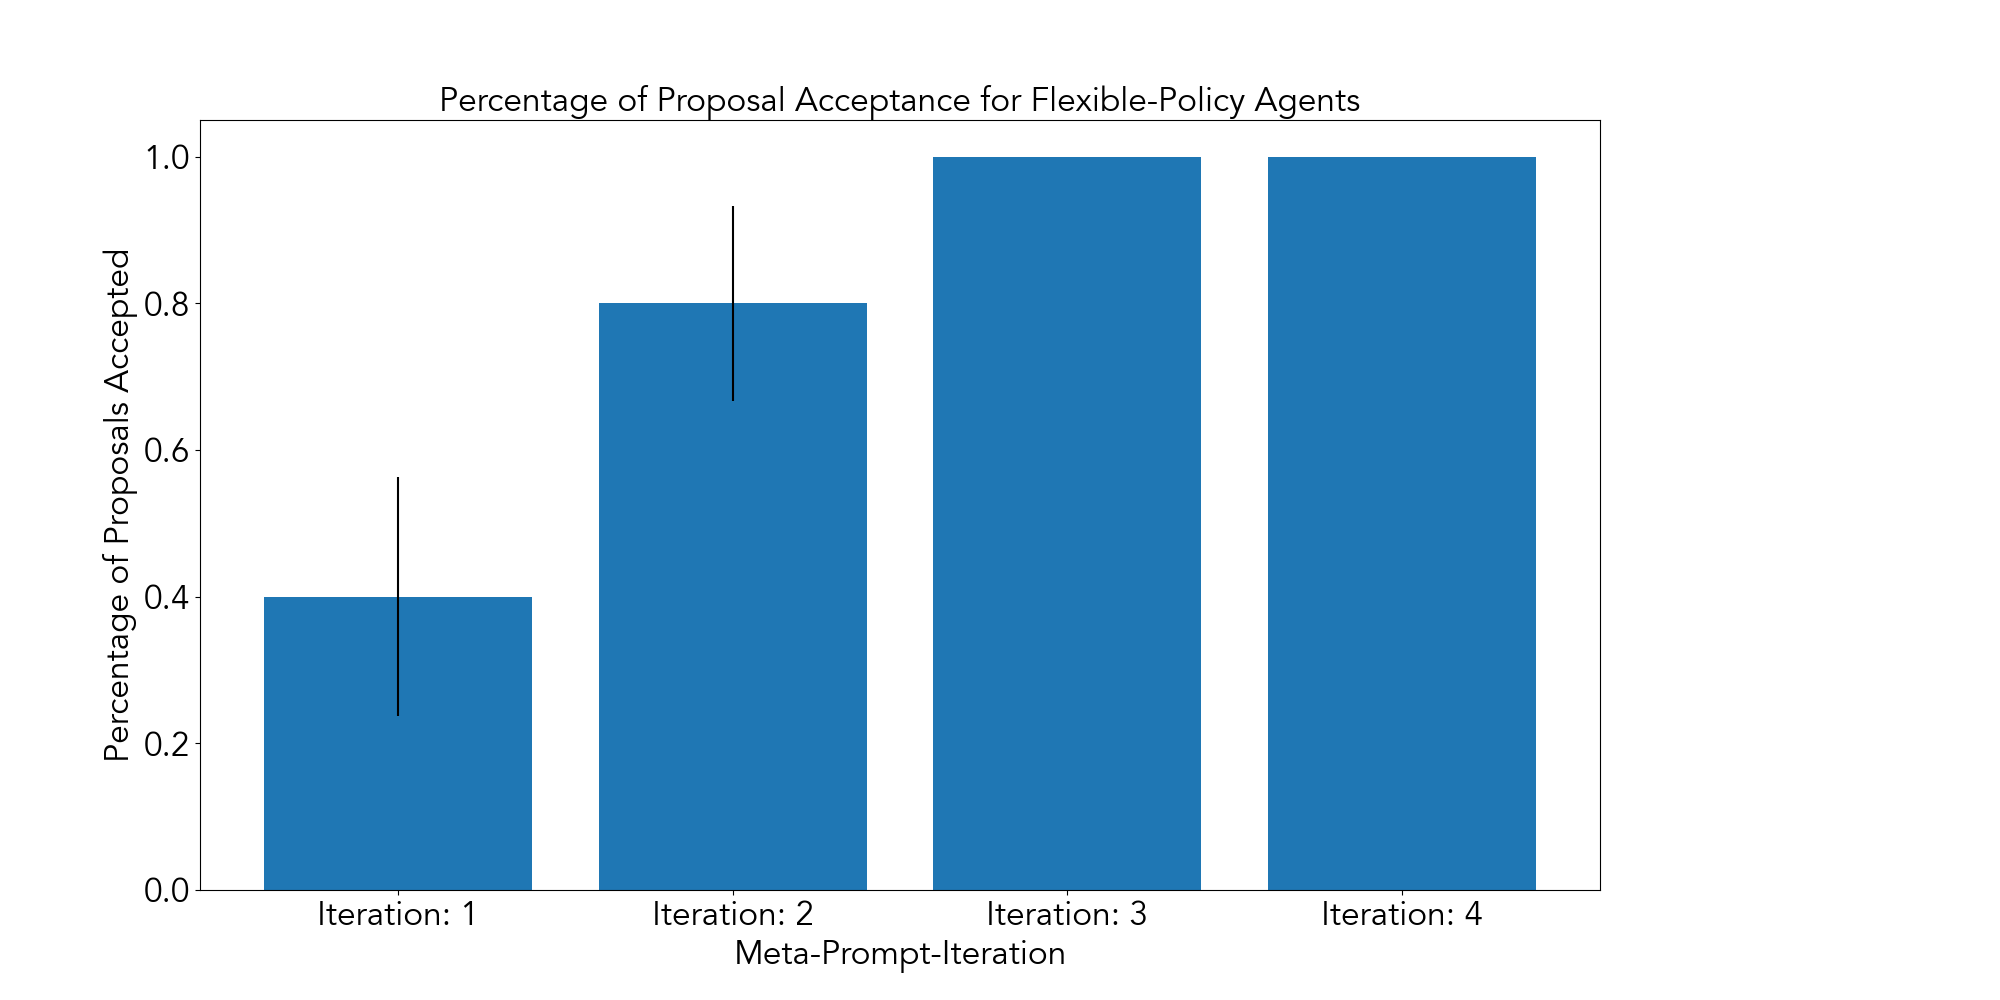 Percentage of Proposal Acceptance for Flexible-Policy Agents
Percentage of Proposals Accepted
1.0
0.8
0.6
0.4
0.2
0.0
Iteration: 1
Iteration: 2
Iteration: 3
Iteration: 4
Meta-Prompt-Iteration